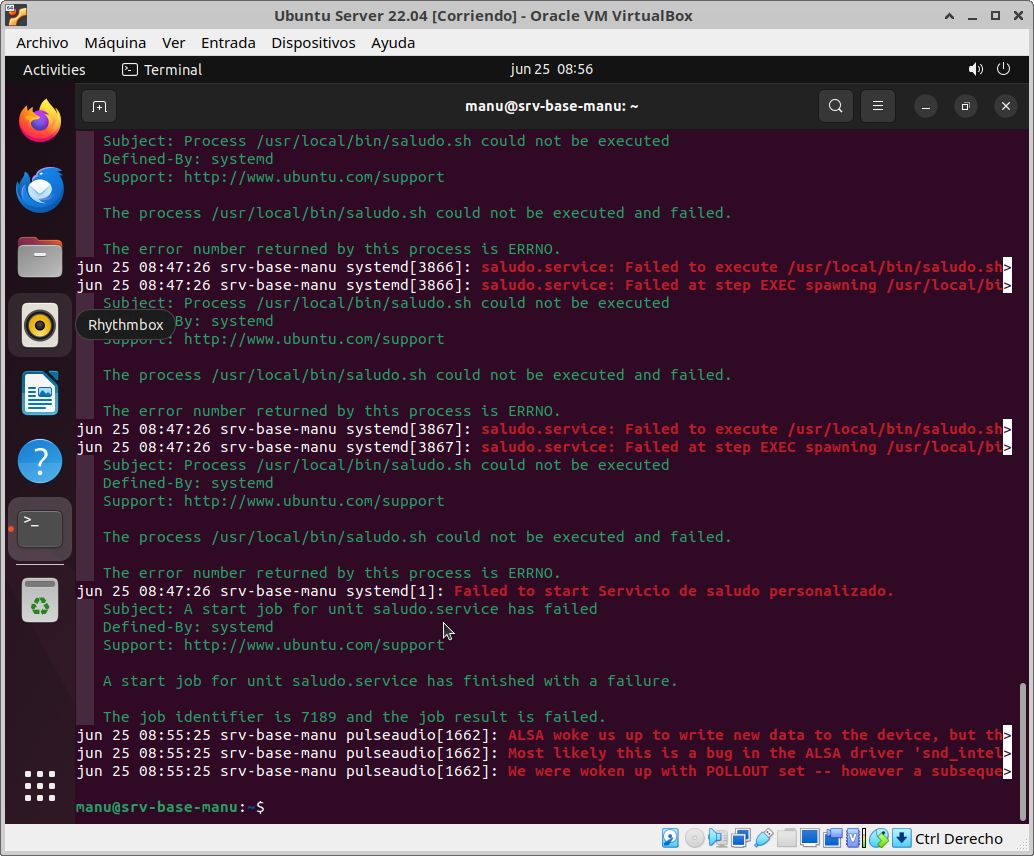 Ubuntu Server 22.04 [Corriendo] - Oracle VM VirtualBox
Archivo Máquina Ver Entrada Dispositivos Ayuda
Activities Terminal jun 25 08:56
manu@srv-base-manu: ~
Subject: Process /usr/local/bin/saludo.sh could not be executed
Defined-By: systemd
Support: http://www.ubuntu.com/support
The process /usr/local/bin/saludo.sh could not be executed and failed.
The error number returned by this process is ERRNO.
jun 25 08:47:26 srv-base-manu systemd[3866]: saludo.service: Failed to execute /usr/local/bin/saludo.sh>
jun 25 08:47:26 srv-base-manu systemd[3866]: saludo.service: Failed at step EXEC spawning /usr/local/bi>
Subject: Process /usr/local/bin/saludo.sh could not be executed
Rhythmbox
By: systemd
Support: http://www.ubuntu.com/support
The process /usr/local/bin/saludo.sh could not be executed and failed.
The error number returned by this process is ERRNO.
jun 25 08:47:26 srv-base-manu systemd[3867]: saludo.service: Failed to execute /usr/local/bin/saludo.sh>
jun 25 08:47:26 srv-base-manu systemd[3867]: saludo.service: Failed at step EXEC spawning /usr/local/bi>
Subject: Process /usr/local/bin/saludo.sh could not be executed
Defined-By: systemd
Support: http://www.ubuntu.com/support
The process /usr/local/bin/saludo.sh could not be executed and failed.
The error number returned by this process is ERRNO.
jun 25 08:47:26 srv-base-manu systemd[1]: Failed to start Servicio de saludo personalizado.
Subject: A start job for unit saludo.service has failed
Defined-By: systemd
Support: http://www.ubuntu.com/support
A start job for unit saludo.service has finished with a failure.
The job identifier is 7189 and the job result is failed.
jun 25 08:55:25 srv-base-manu pulseaudio[1662]: ALSA woke us up to write new data to the device, but th>
jun 25 08:55:25 srv-base-manu pulseaudio[1662]: Most likely this is a bug in the ALSA driver 'snd_intel>
jun 25 08:55:25 srv-base-manu pulseaudio[1662]: We were woken up with POLLOUT set -- however a subseque>
manu@srv-base-manu:~$
Ctrl Derecho